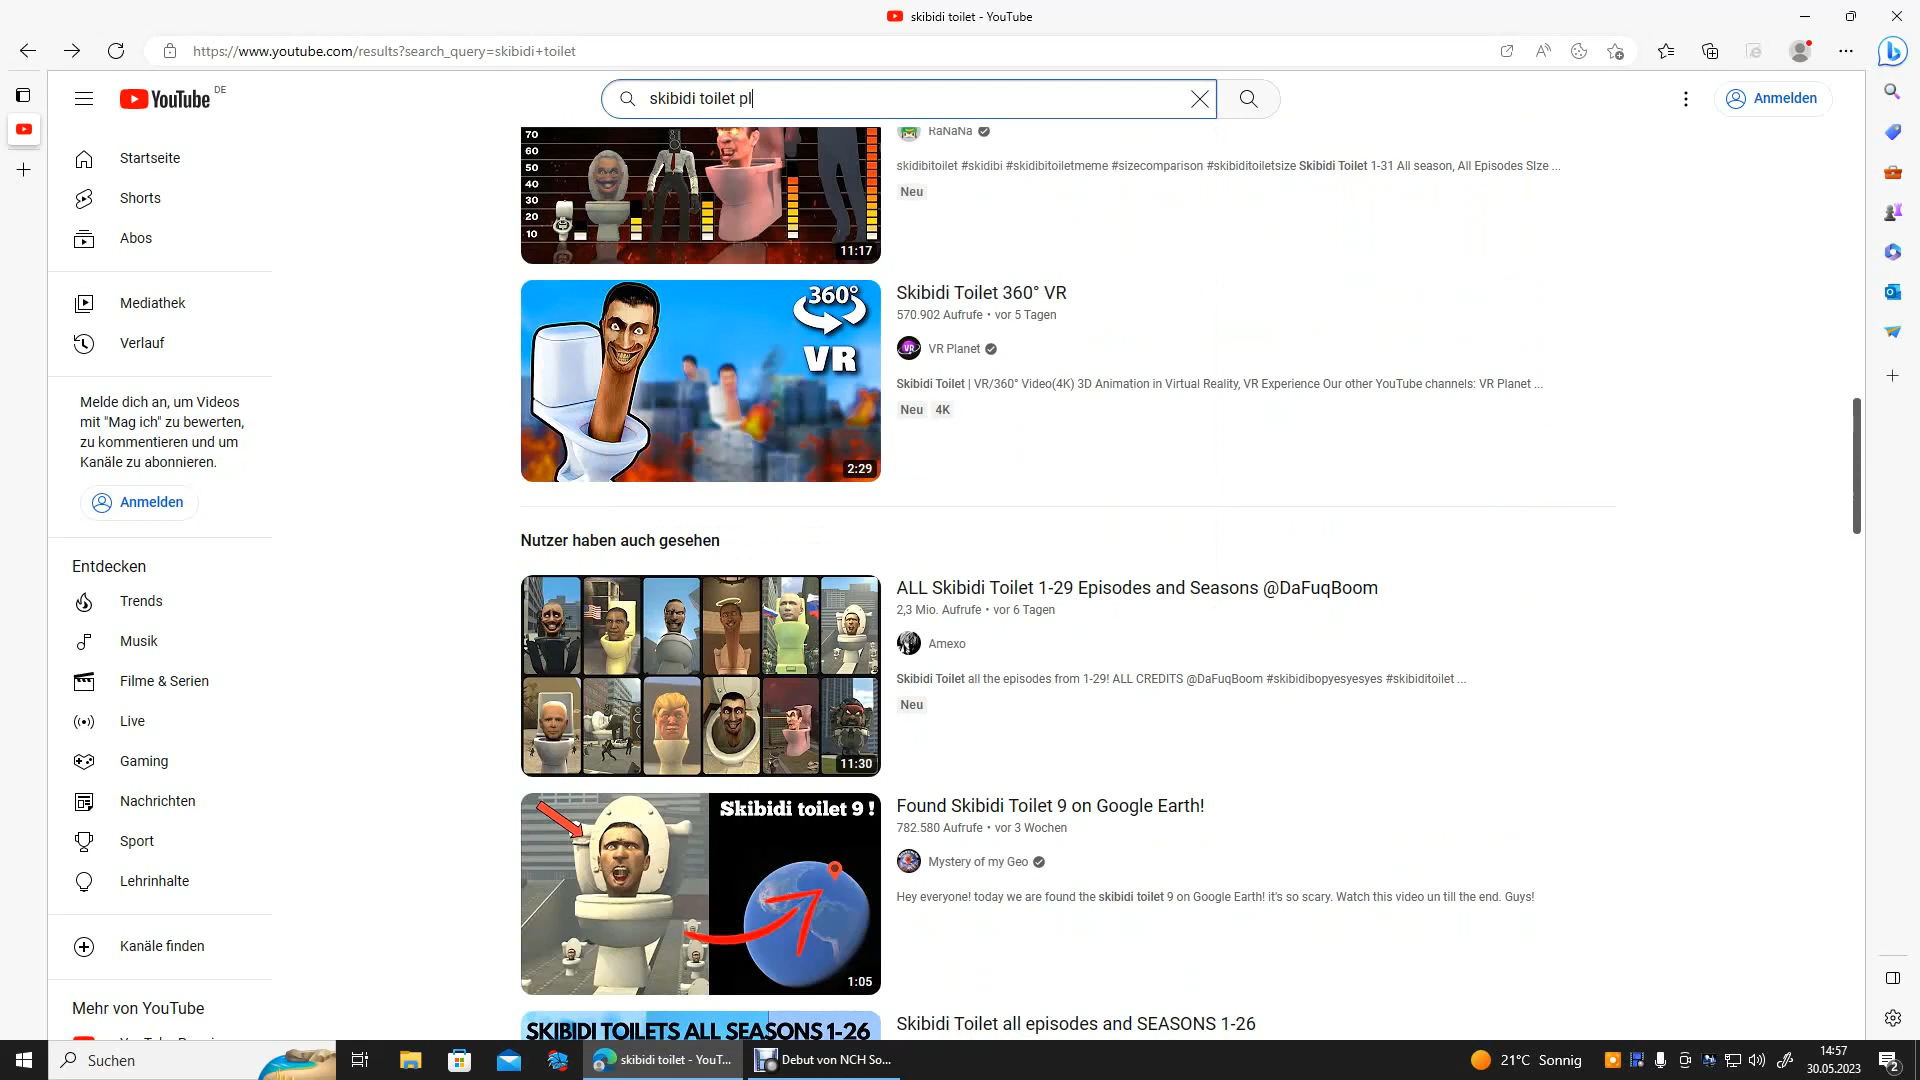 skibidi toilet - YouTube
https://www.youtube.com/results?search_query=skibidi+toilet
YouTube DE
skibidi toilet pl
Anmelden
Startseite
Shorts
Abos
Mediathek
Verlauf
Melde dich an, um Videos
mit "Mag ich" zu bewerten,
zu kommentieren und um
Kanäle zu abonnieren.
Anmelden
Entdecken
Trends
Musik
Filme & Serien
Live
Gaming
Nachrichten
Sport
Lehrinhalte
Kanäle finden
Mehr von YouTube
70
60
50
40
30
20
10
11:17
RaNaNa
skidibitoilet #skidibi #skidibitoiletmeme #sizecomparison #skibiditoiletsize Skibidi Toilet 1-31 All season, All Episodes SIze ...
Neu
360°
VR
2:29
Skibidi Toilet 360° VR
570.902 Aufrufe • vor 5 Tagen
VR VR Planet
Skibidi Toilet | VR/360° Video(4K) 3D Animation in Virtual Reality, VR Experience Our other YouTube channels: VR Planet ...
Neu 4K
Nutzer haben auch gesehen
11:30
ALL Skibidi Toilet 1-29 Episodes and Seasons @DaFuqBoom
2,3 Mio. Aufrufe • vor 6 Tagen
Amexo
Skibidi Toilet all the episodes from 1-29! ALL CREDITS @DaFuqBoom #skibidibopyesyesyes #skibiditoilet ...
Neu
Skibidi toilet 9 !
1:05
Found Skibidi Toilet 9 on Google Earth!
782.580 Aufrufe • vor 3 Wochen
Mystery of my Geo
Hey everyone! today we are found the skibidi toilet 9 on Google Earth! it's so scary. Watch this video un till the end. Guys!
SKIBIDI TOILETS ALL SEASONS 1-26
Skibidi Toilet all episodes and SEASONS 1-26
Suchen
skibidi toilet - YouT...
Debut von NCH So...
21°C Sonnig
14:57
30.05.2023
2